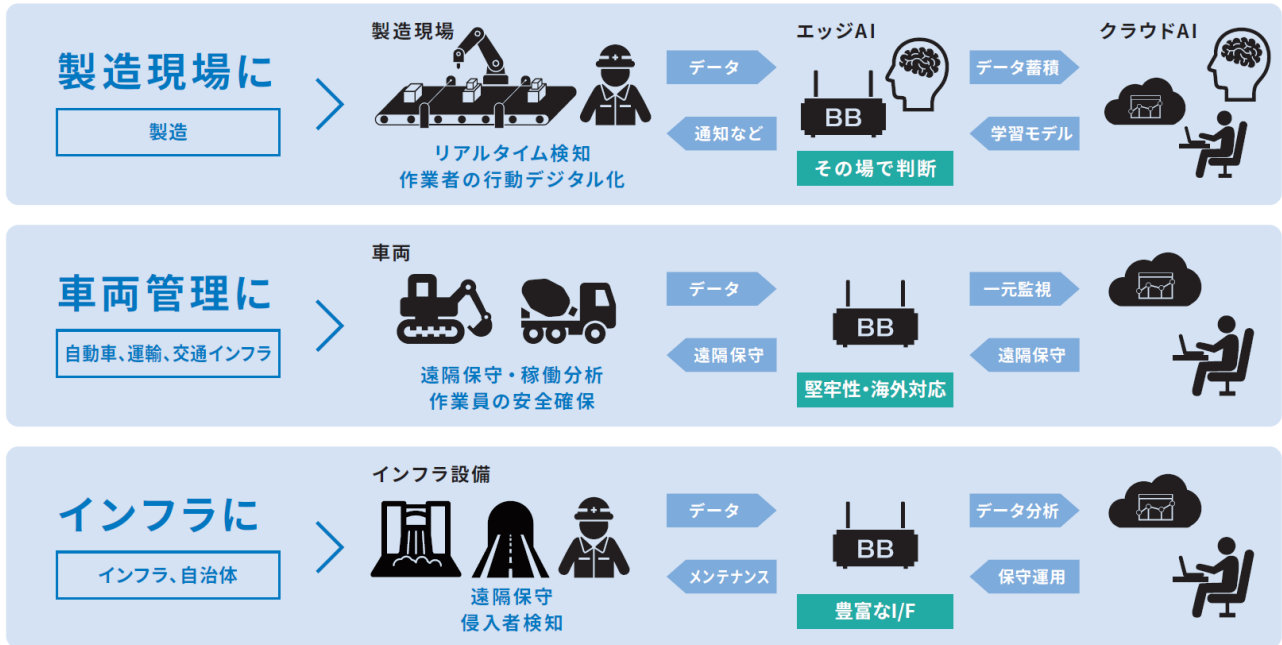 製造現場に
製造
製造現場
リアルタイム検知
作業者の行動デジタル化
データ
通知など
エッジAI
BB
その場で判断
データ蓄積
学習モデル
クラウドAI
車両管理に
自動車、運輸、交通インフラ
車両
遠隔保守・稼働分析
作業員の安全確保
データ
遠隔保守
BB
堅牢性・海外対応
一元監視
遠隔保守
インフラに
インフラ、自治体
インフラ設備
遠隔保守
侵入者検知
データ
メンテナンス
BB
豊富なI/F
データ分析
保守運用